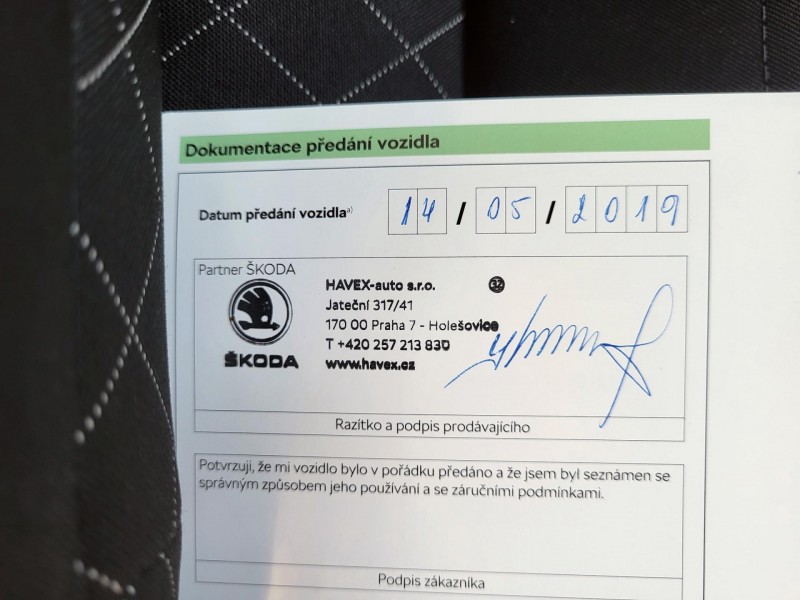 Dokumentace předání vozidla
Datum předání vozidla a) 14 / 05 / 2019
Partner ŠKODA
HAVEX-auto s.r.o. 32
Jateční 317/41
170 00 Praha 7 - Holešovice
T +420 257 213 830
ŠKODA www.havex.cz
Razítko a podpis prodávajícího
Potvrzuji, že mi vozidlo bylo v pořádku předáno a že jsem byl seznámen se
správným způsobem jeho používání a se záručními podmínkami.
Podpis zákazníka